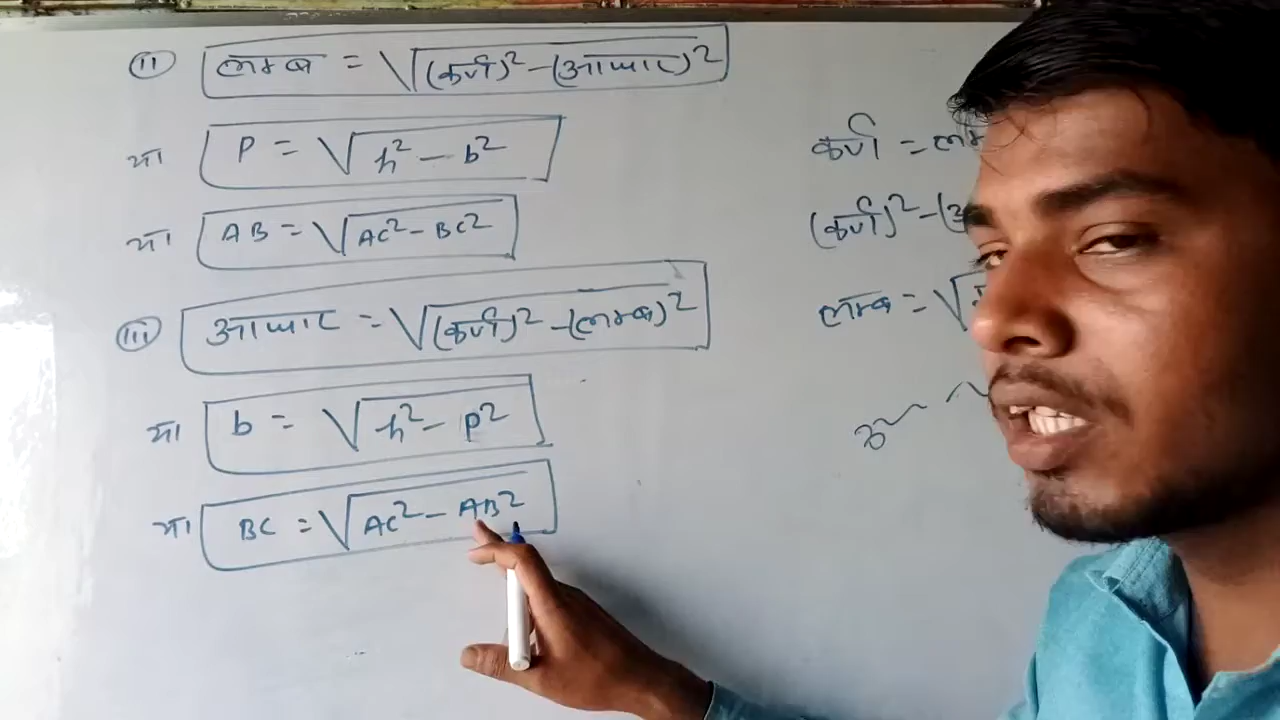 (ii) लम्ब = √(कर्ण)² - (आधार)²
या P = √h² - b²
या AB = √AC² - BC²
(iii) आधार = √(कर्ण)² - (लम्ब)²
या b = √h² - p²
या BC = √AC² - AB²
कर्ण =
(कर्ण)² -
लम्ब = √